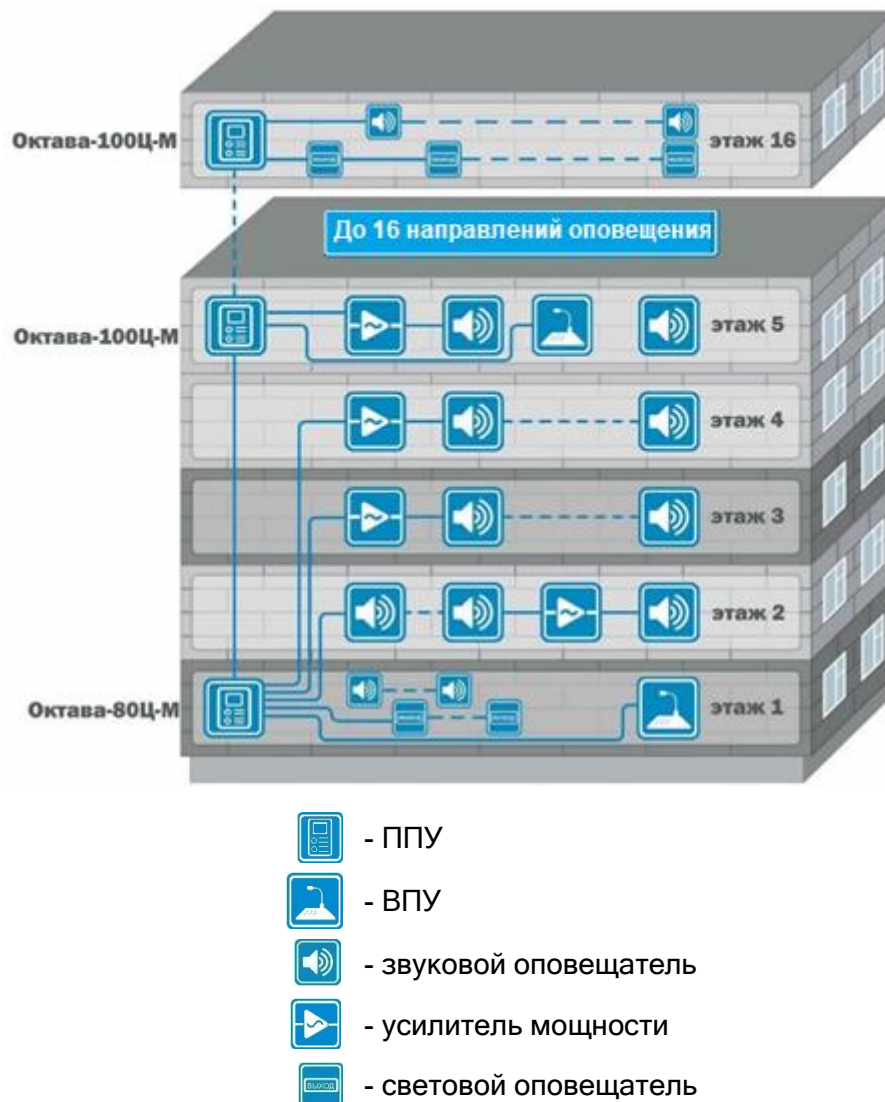 Октава-100Ц-М
этаж 16
До 16 направлений оповещения
Октава-100Ц-М
этаж 5
этаж 4
этаж 3
этаж 2
Октава-80Ц-М
этаж 1
- ППУ
- ВПУ
- звуковой оповещатель
- усилитель мощности
ВЫХОД
- световой оповещатель